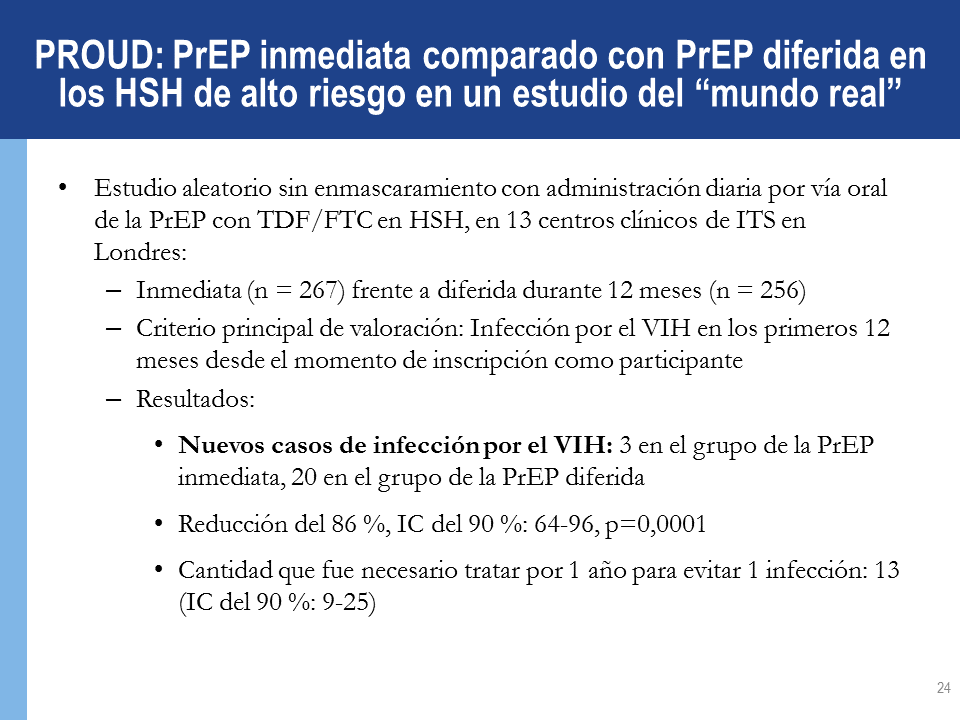 PROUD: PrEP inmediata comparado con PrEP diferida en
los HSH de alto riesgo en un estudio del “mundo real”
• Estudio aleatorio sin enmascaramiento con administración diaria por vía oral
de la PrEP con TDF/FTC en HSH, en 13 centros clínicos de ITS en
Londres:
– Inmediata (n = 267) frente a diferida durante 12 meses (n = 256)
– Criterio principal de valoración: Infección por el VIH en los primeros 12
meses desde el momento de inscripción como participante
– Resultados:
• Nuevos casos de infección por el VIH: 3 en el grupo de la PrEP
inmediata, 20 en el grupo de la PrEP diferida
• Reducción del 86 %, IC del 90 %: 64-96, p=0,0001
• Cantidad que fue necesario tratar por 1 año para evitar 1 infección: 13
(IC del 90 %: 9-25)
24